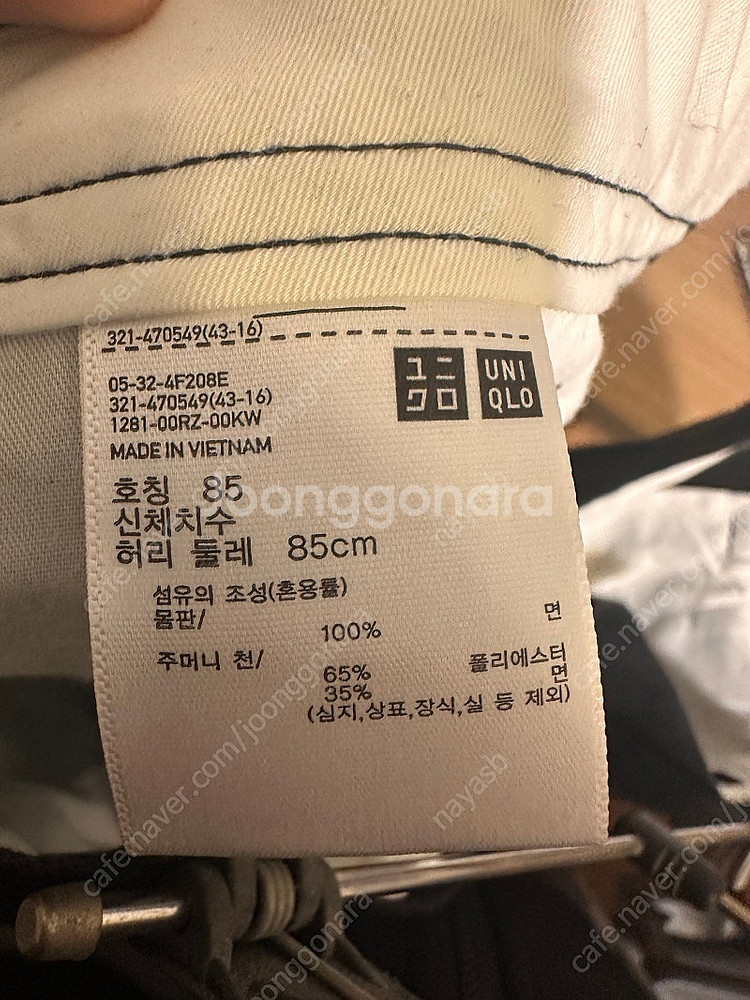 321-470549(43-16)
05-32-4F208E
321-470549(43-16)
1281-00RZ-00KW
MADE IN VIETNAM
ユニ
クロ
UNI
QLO
호칭 85
신체치수
허리 둘레 85cm
섬유의 조성(혼용률)
몸판/
100% 면
주머니 천/
65% 폴리에스터
35% 면
(심지,상표,장식,실 등 제외)
joonggonara
nayasb
cafe.naver.com/joonggonara